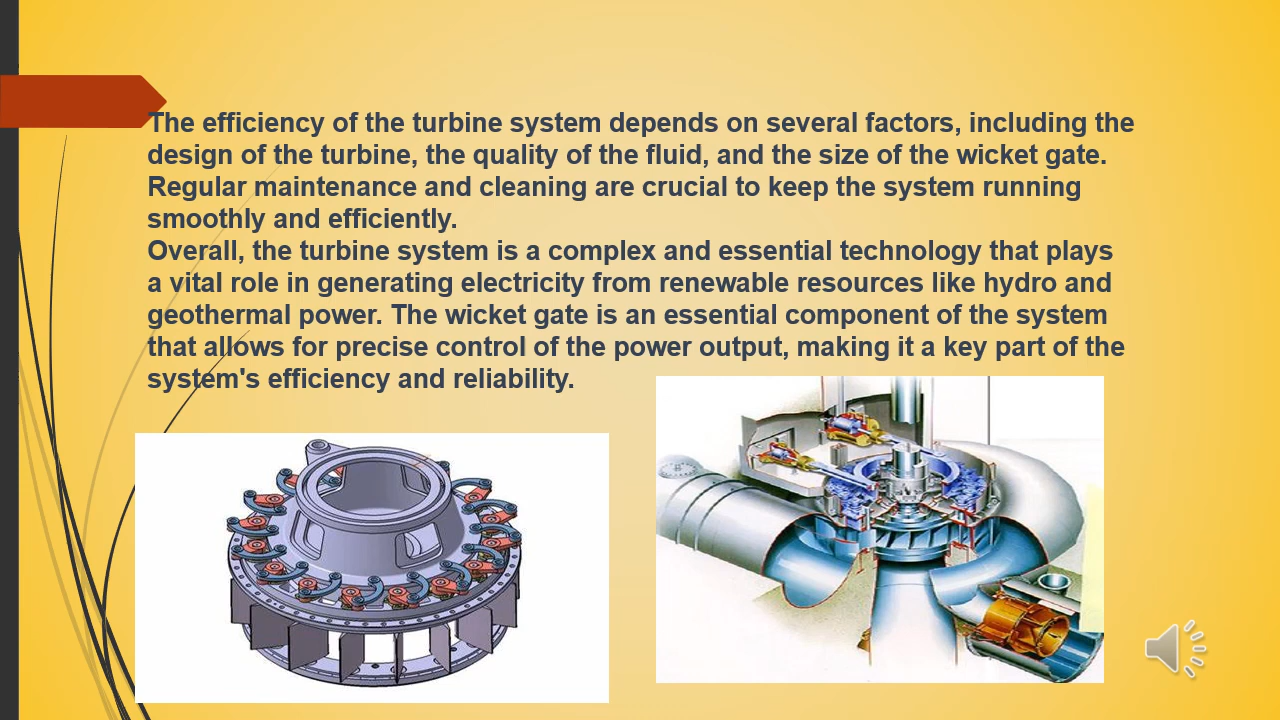 The efficiency of the turbine system depends on several factors, including the
design of the turbine, the quality of the fluid, and the size of the wicket gate.
Regular maintenance and cleaning are crucial to keep the system running
smoothly and efficiently.
Overall, the turbine system is a complex and essential technology that plays
a vital role in generating electricity from renewable resources like hydro and
geothermal power. The wicket gate is an essential component of the system
that allows for precise control of the power output, making it a key part of the
system's efficiency and reliability.